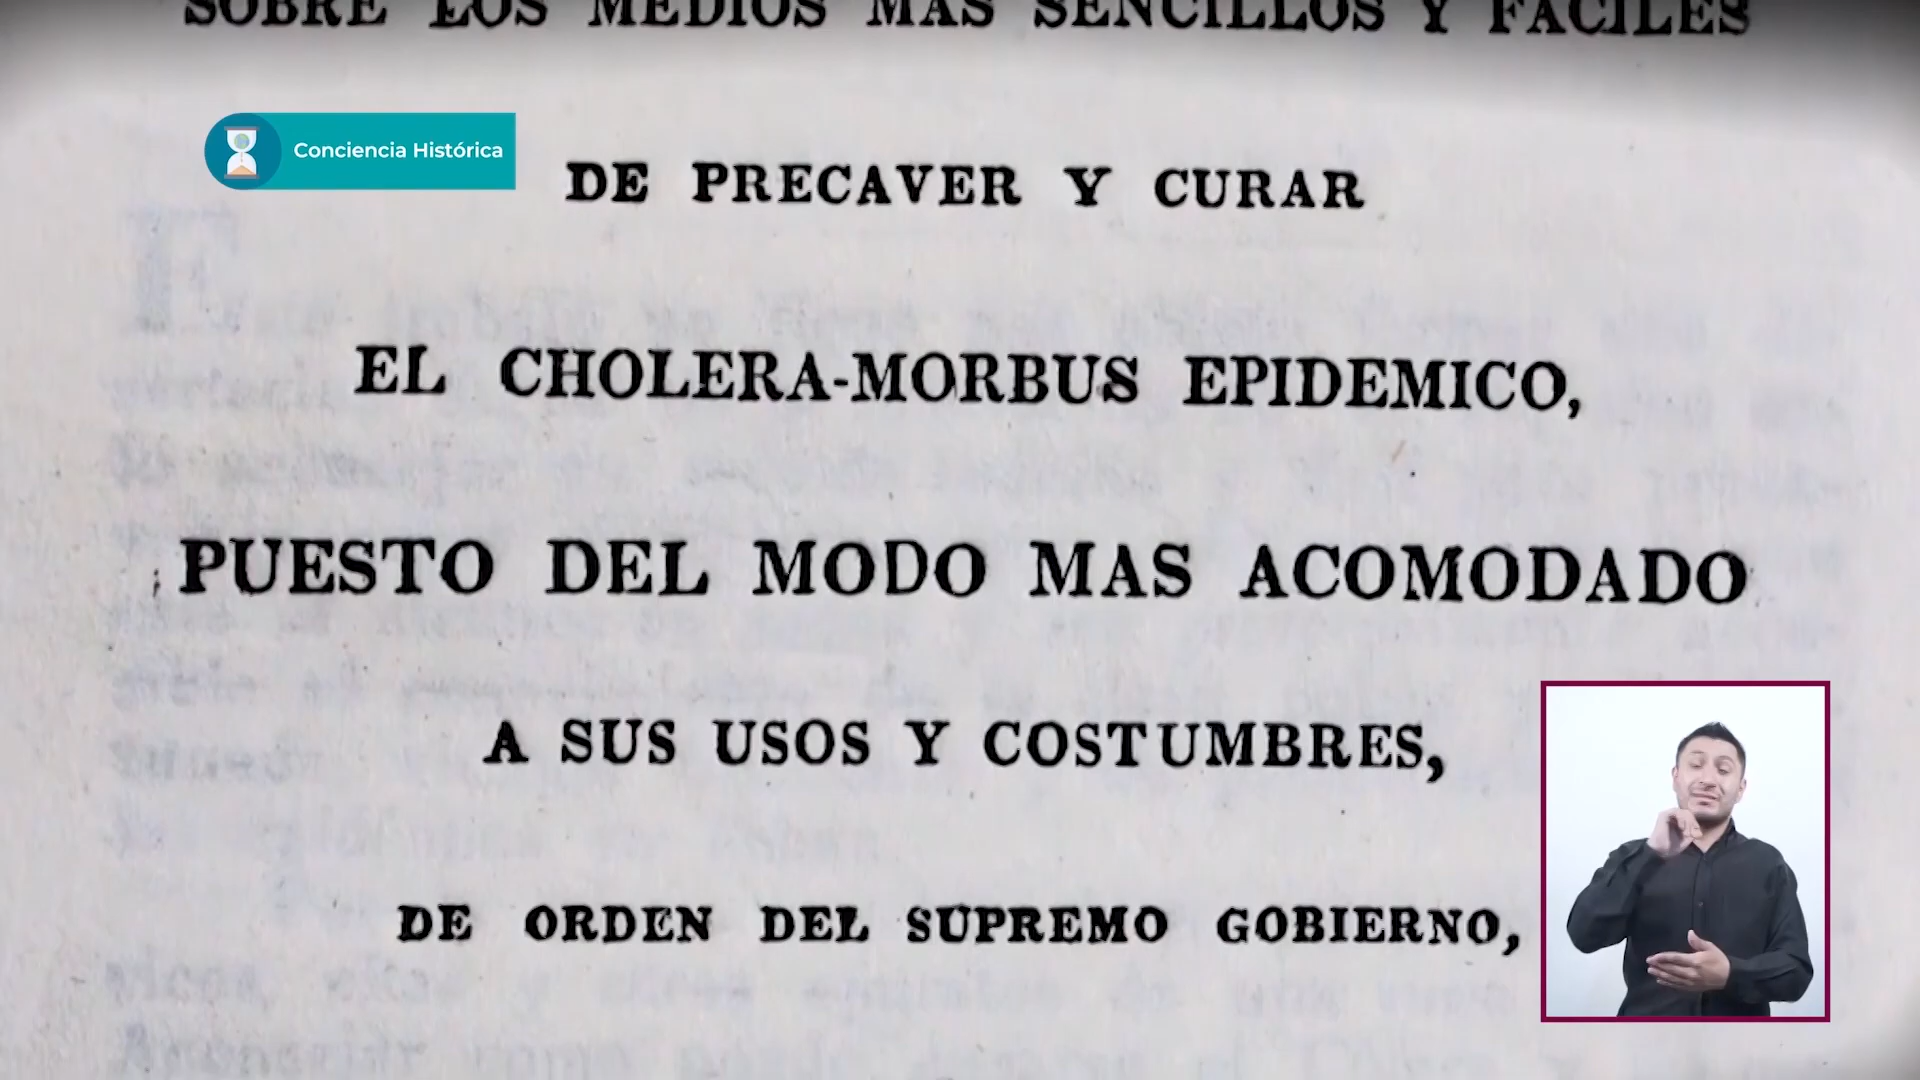 SOBRE LOS MEDIOS MAS SENCILLOS Y FACILES
Conciencia Histórica
DE PRECAVER Y CURAR
EL CHOLERA-MORBUS EPIDEMICO,
PUESTO DEL MODO MAS ACOMODADO
A SUS USOS Y COSTUMBRES,
DE ORDEN DEL SUPREMO GOBIERNO,